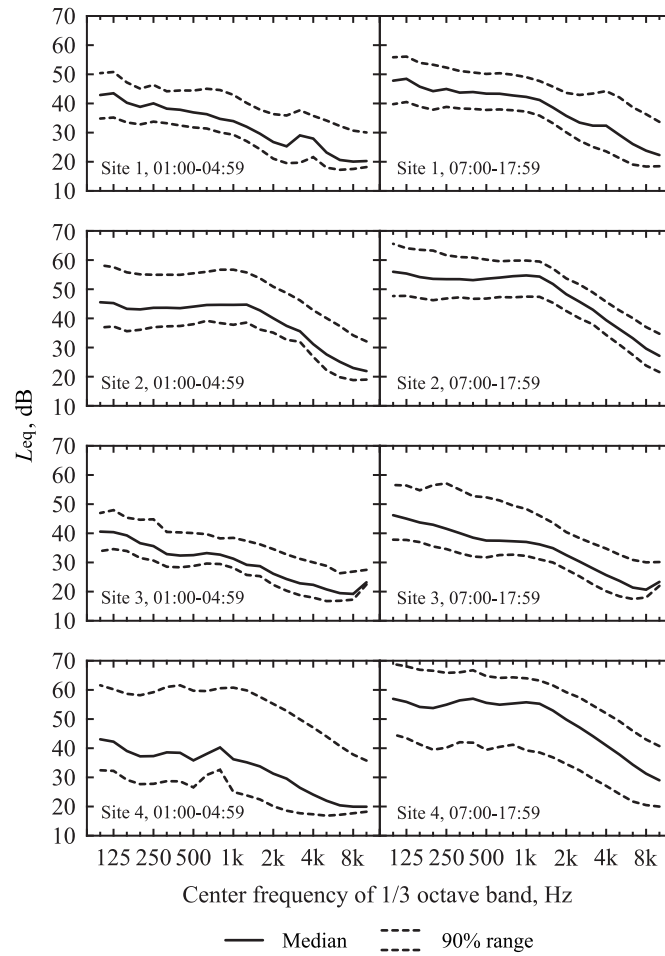 70
60
50
40
30
20
10
Site 1, 01:00-04:59
Site 1, 07:00-17:59
70
60
50
40
30
20
10
Site 2, 01:00-04:59
Site 2, 07:00-17:59
Leq, dB
70
60
50
40
30
20
10
Site 3, 01:00-04:59
Site 3, 07:00-17:59
70
60
50
40
30
20
10
Site 4, 01:00-04:59
Site 4, 07:00-17:59
125 250 500 1k 2k 4k 8k 125 250 500 1k 2k 4k 8k
Center frequency of 1/3 octave band, Hz
Median 90% range